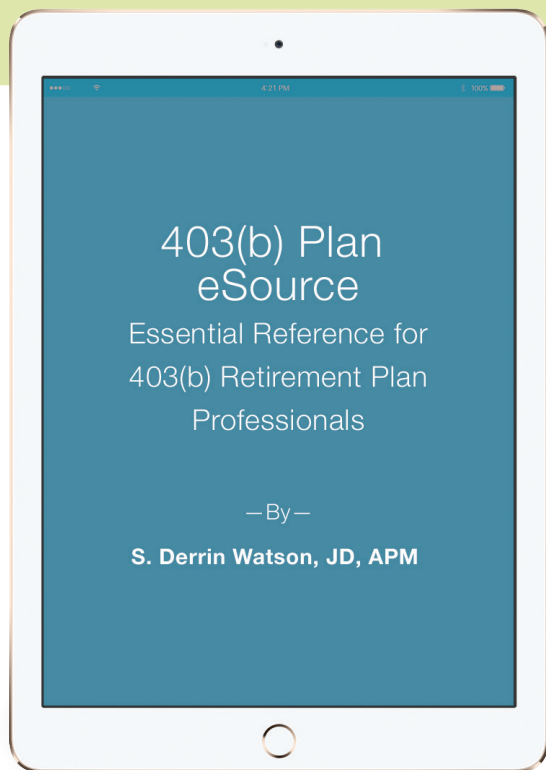 4:21 PM
100%
403(b) Plan
eSource
Essential Reference for
403(b) Retirement Plan
Professionals
—By—
S. Derrin Watson, JD, APM